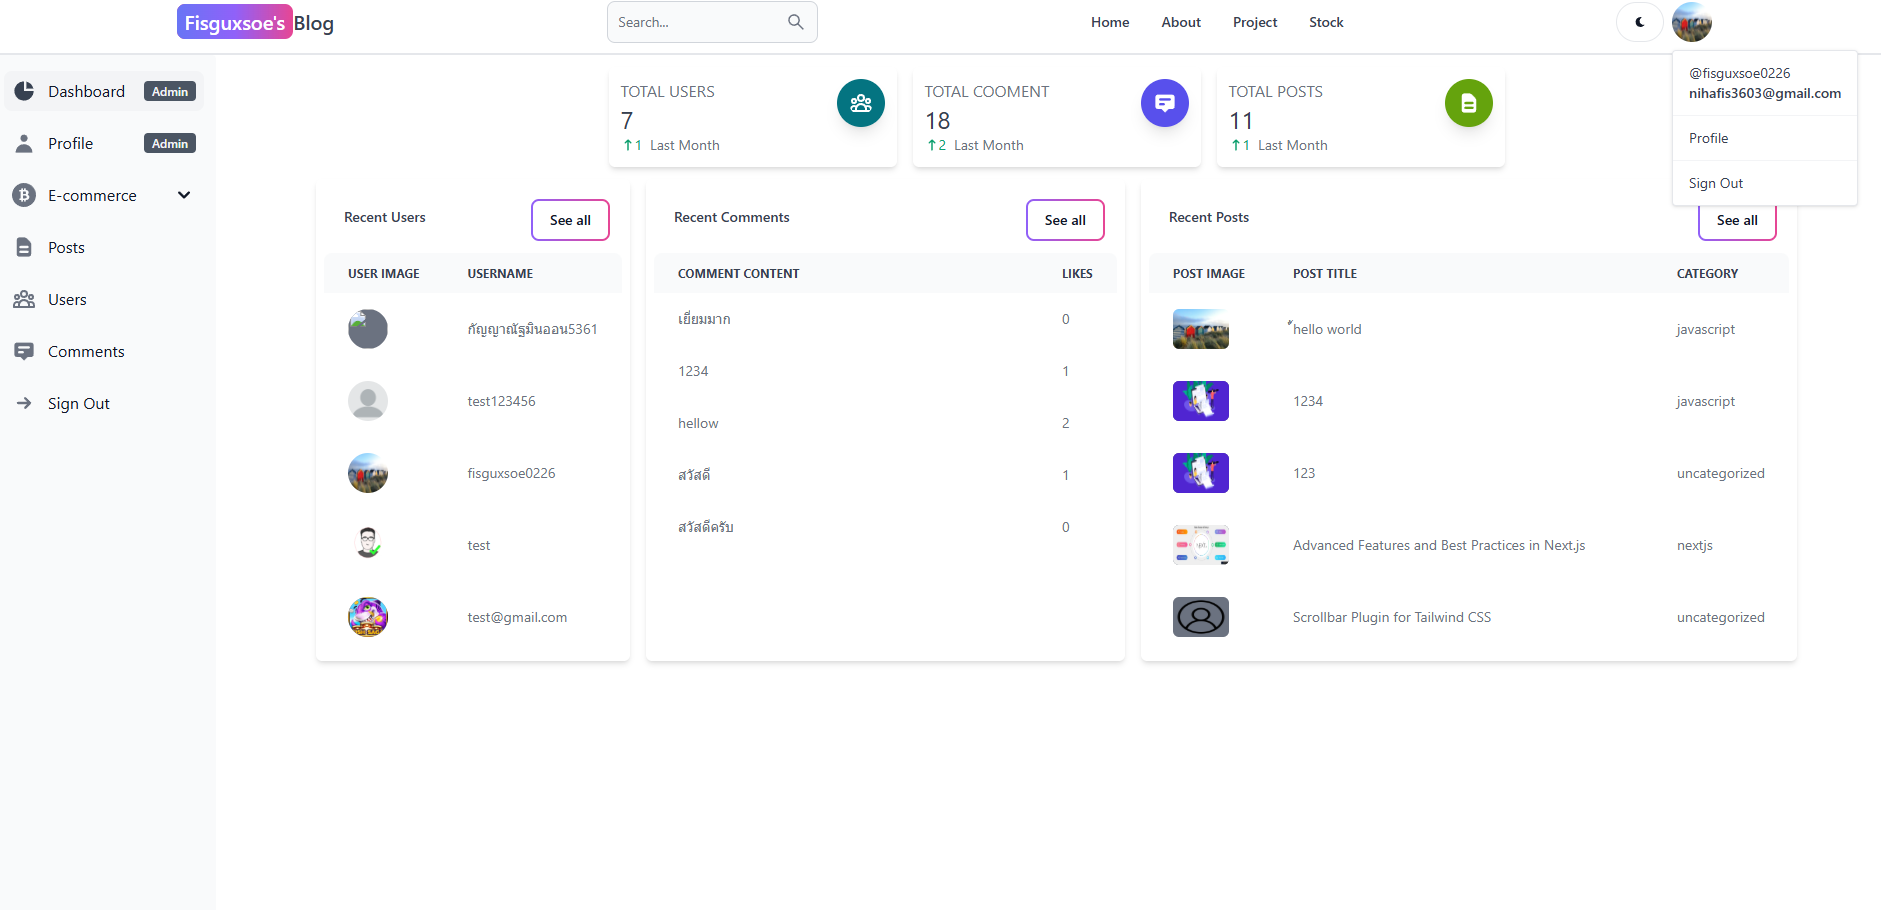 Fisguxsoe's Blog
Search...
Home About Project Stock
@fisguxsoe0226
nihafis3603@gmail.com
Profile
Sign Out
Dashboard Admin
Profile Admin
E-commerce
Posts
Users
Comments
Sign Out
TOTAL USERS
7
1 Last Month
TOTAL COOMENT
18
2 Last Month
TOTAL POSTS
11
1 Last Month
Recent Users See all
USER IMAGE USERNAME
กัญญาณัฐมินออน5361
test123456
fisguxsoe0226
test
test@gmail.com
Recent Comments See all
COMMENT CONTENT LIKES
เยี่ยมมาก 0
1234 1
hellow 2
สวัสดี 1
สวัสดีครับ 0
Recent Posts See all
POST IMAGE POST TITLE CATEGORY
hello world javascript
1234 javascript
123 uncategorized
Advanced Features and Best Practices in Next.js nextjs
Scrollbar Plugin for Tailwind CSS uncategorized